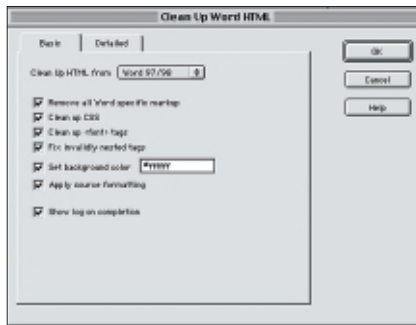 Clean Up Word HTML
Basic Detailed
OK
Clean Up HTML from: Word 97/98
Cancel
Help
Remove all Word specific markup
Clean up CSS
Clean up <font> tags
Fix invalidly nested tags
Set background color
Apply source formatting
Show log on completion